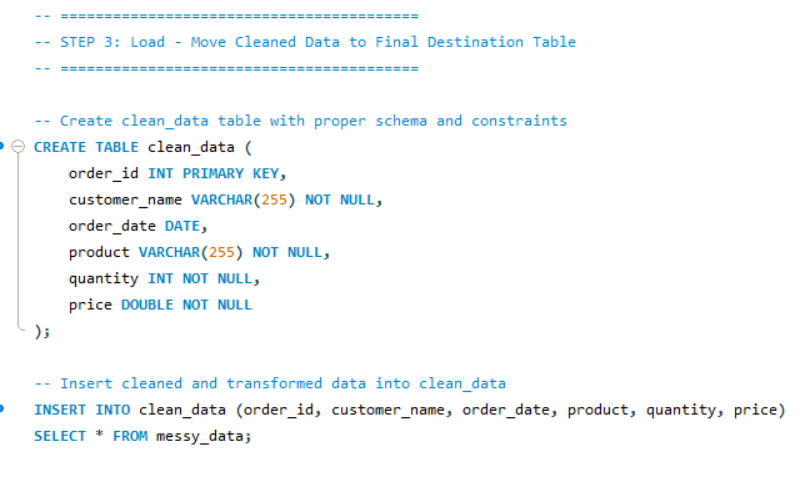 -- =========================================
-- STEP 3: Load - Move Cleaned Data to Final Destination Table
-- =========================================
-- Create clean_data table with proper schema and constraints
CREATE TABLE clean_data (
order_id INT PRIMARY KEY,
customer_name VARCHAR(255) NOT NULL,
order_date DATE,
product VARCHAR(255) NOT NULL,
quantity INT NOT NULL,
price DOUBLE NOT NULL
);
-- Insert cleaned and transformed data into clean_data
INSERT INTO clean_data (order_id, customer_name, order_date, product, quantity, price)
SELECT * FROM messy_data;